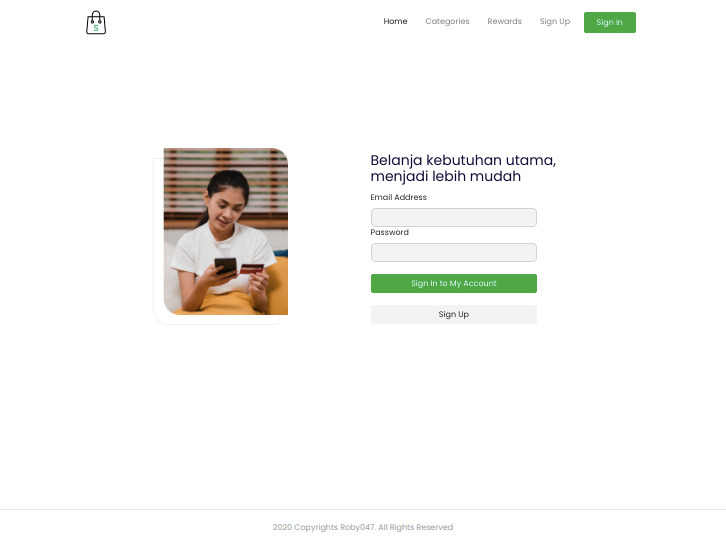 S
Home
Categories
Rewards
Sign Up
Sign In
Belanja kebutuhan utama,
menjadi lebih mudah
Email Address
Password
Sign In to My Account
Sign Up
2020 Copyrights Roby047. All Rights Reserved